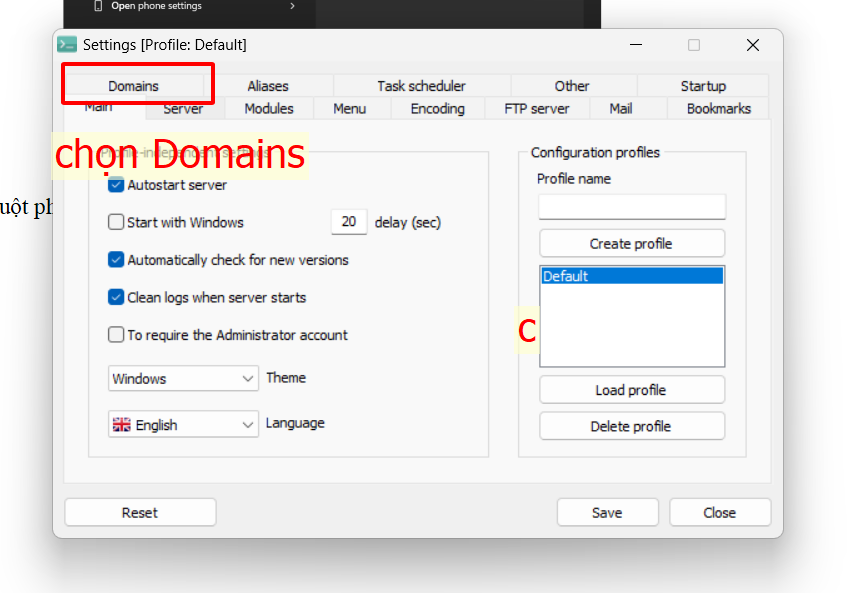 Open phone settings
Settings [Profile: Default]
Domains
Aliases
Task scheduler
Other
Startup
Main
Server
Modules
Menu
Encoding
FTP server
Mail
Bookmarks
chọn Domains
Profile-independent settings
Autostart server
Start with Windows
20
delay (sec)
Automatically check for new versions
Clean logs when server starts
To require the Administrator account
Windows
Theme
English
Language
Configuration profiles
Profile name
Create profile
Default
c
Load profile
Delete profile
Reset
Save
Close